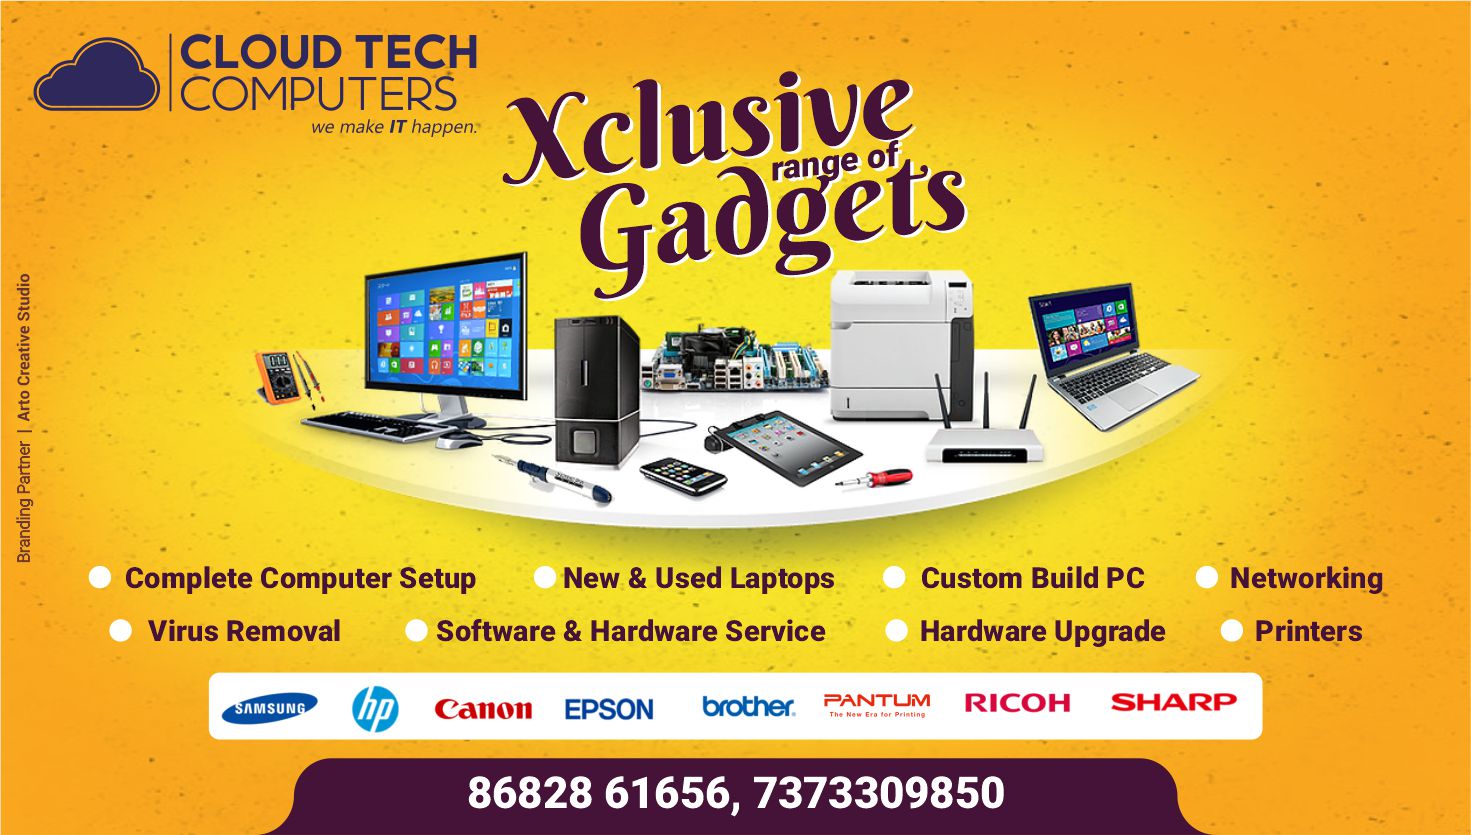 CLOUD TECH
COMPUTERS
we make IT happen.
Xclusive
range of
Gadgets
Branding Partner | Arto Creative Studio
Start
Complete Computer Setup
New & Used Laptops
Custom Build PC
Networking
Virus Removal
Software & Hardware Service
Hardware Upgrade
Printers
SAMSUNG
hp
Canon
EPSON
brother
PANTUM
The New Era for Printing
RICOH
SHARP
86828 61656, 7373309850